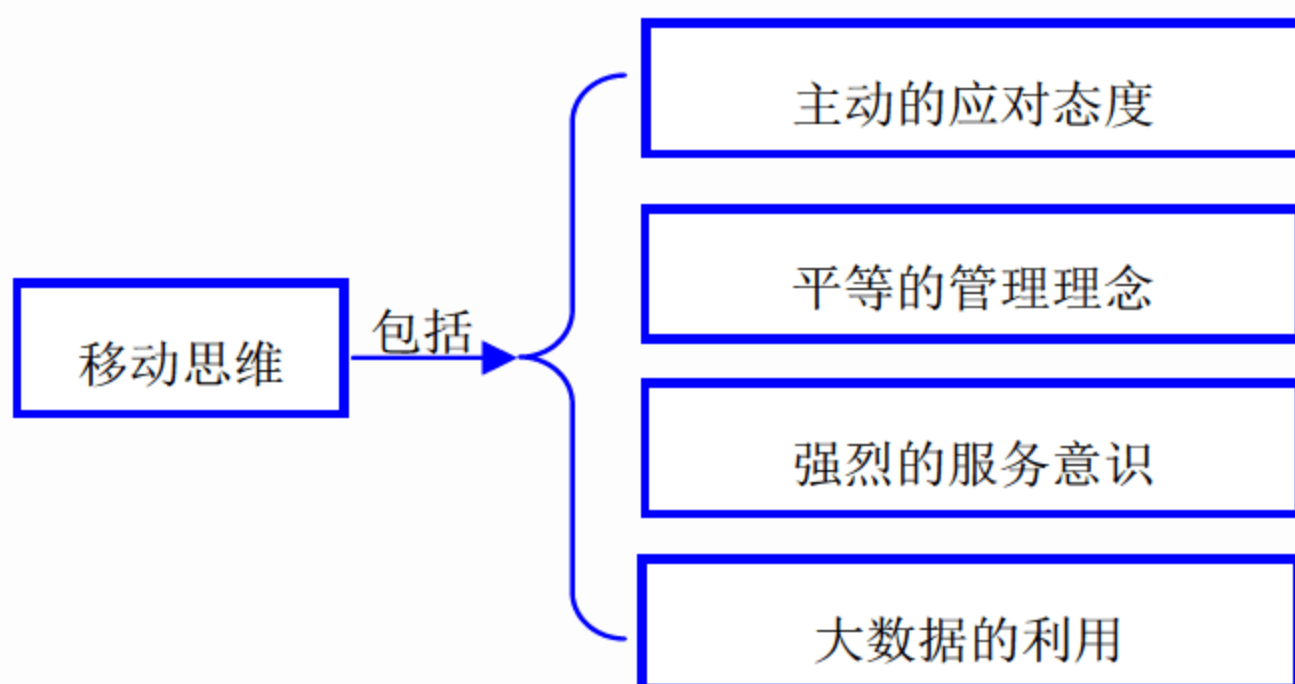 主动的应对态度
平等的管理理念
包括
移动思维
强烈的服务意识
大数据的利用